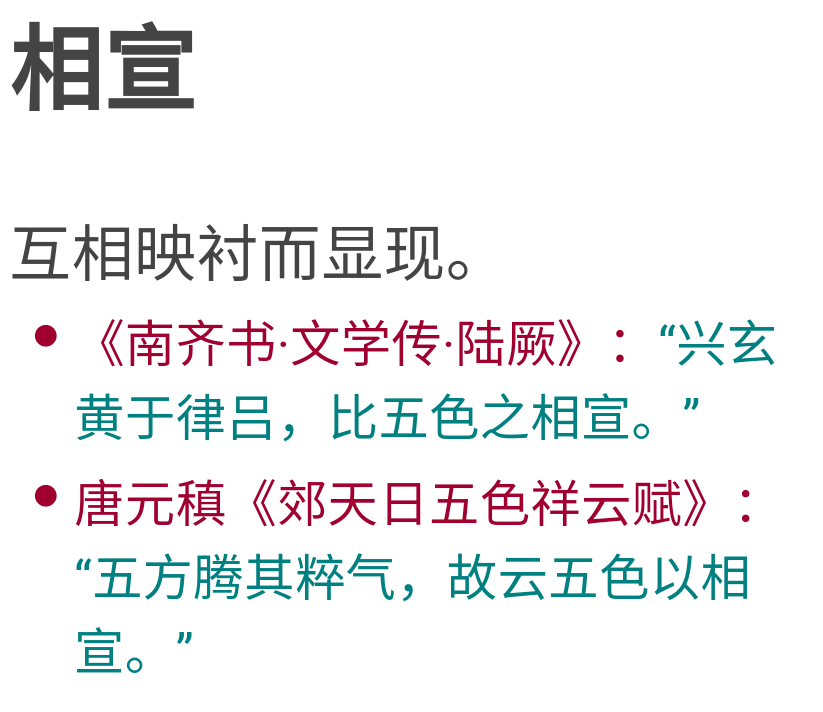 相宣
互相映衬而显现。
• 《南齐书·文学传·陆厥》：“兴玄
黄于律吕，比五色之相宣。”
• 唐元稹《郊天日五色祥云赋》：
“五方腾其粹气，故云五色以相
宣。”